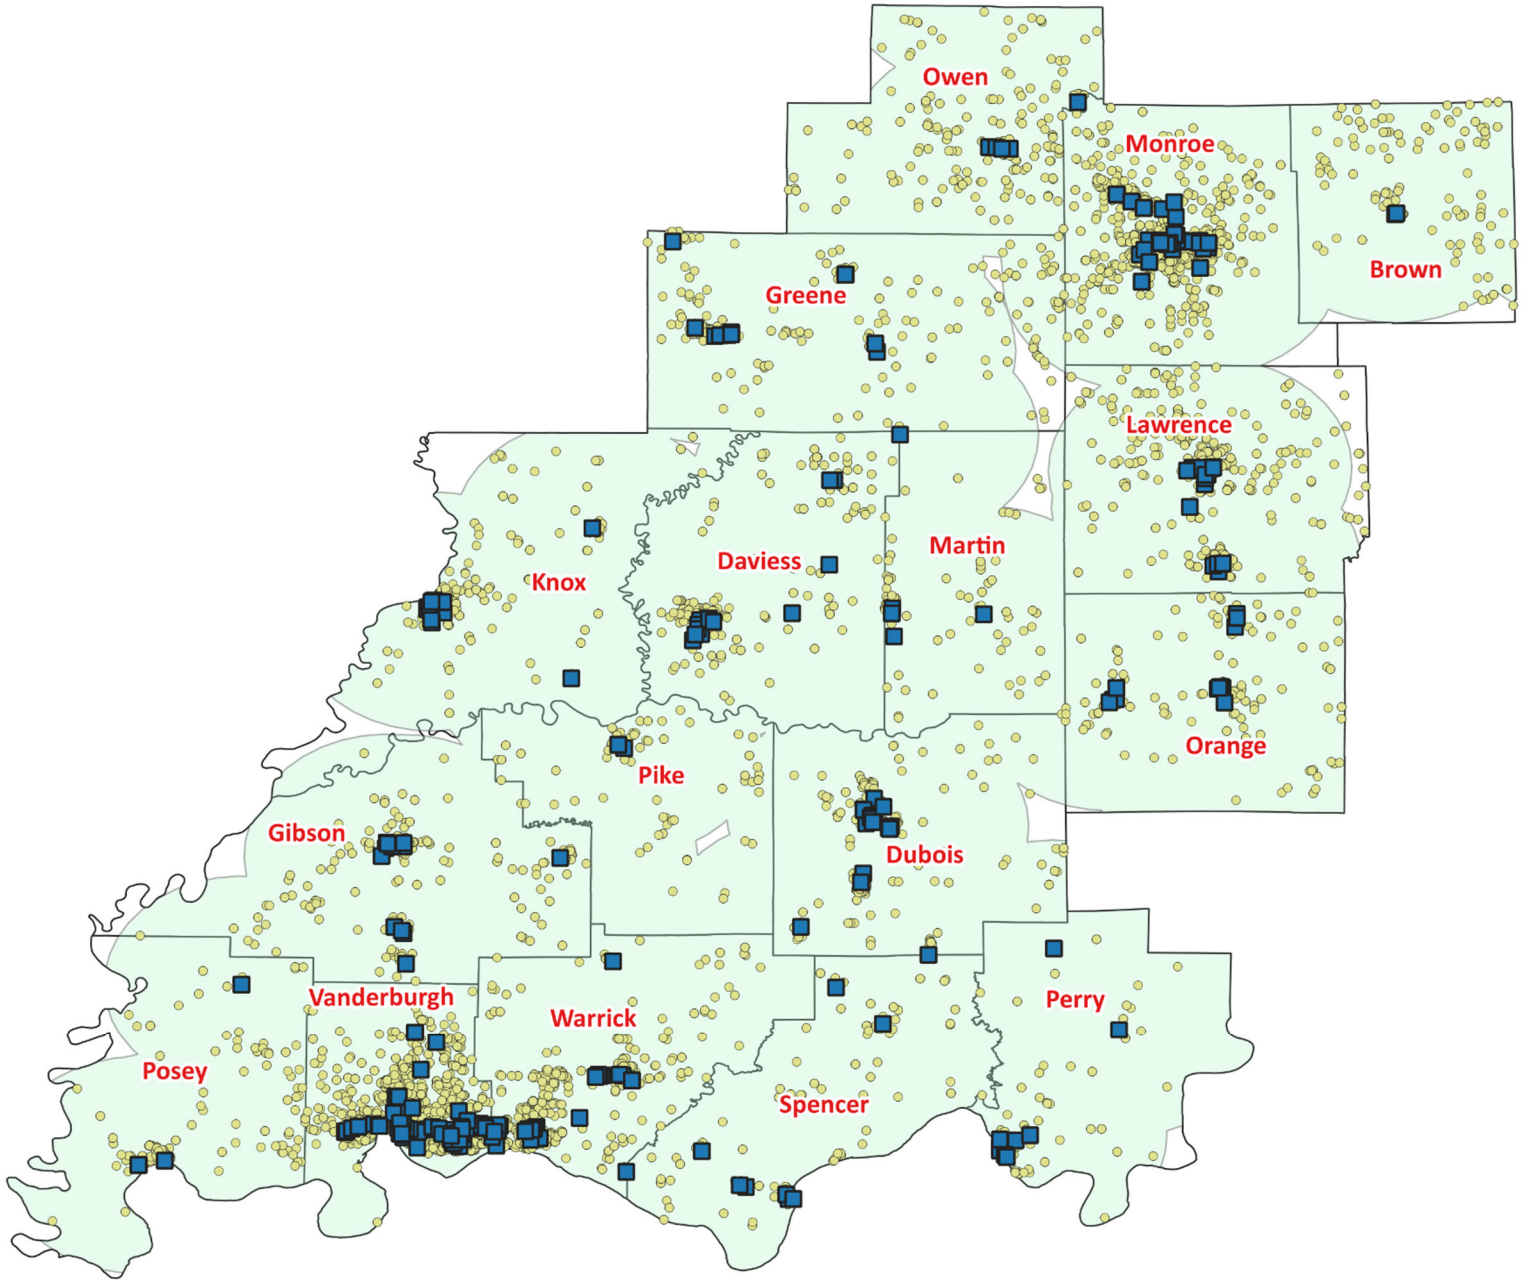 Owen
Monroe
Brown
Greene
Lawrence
Martin
Daviess
Knox
Orange
Pike
Gibson
Dubois
Vanderburgh
Perry
Warrick
Posey
Spencer